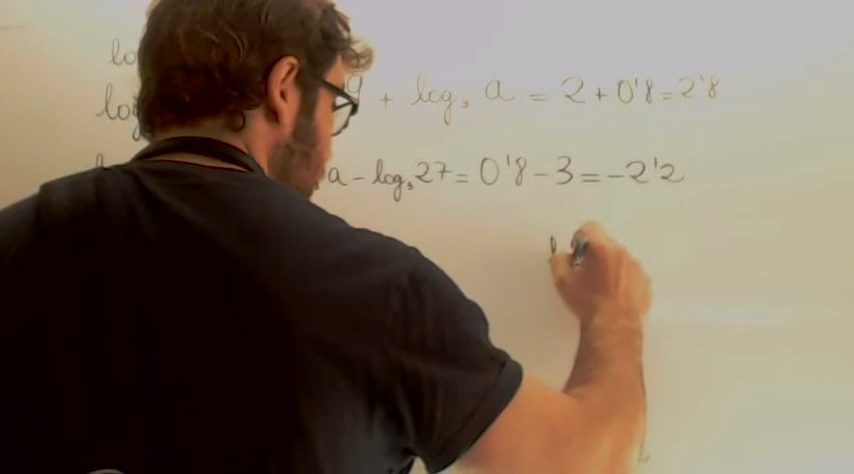 lo
log 9 + log₃ a = 2 + 0'8 = 2'8
a - log₃ 27 = 0'8 - 3 = -2'2